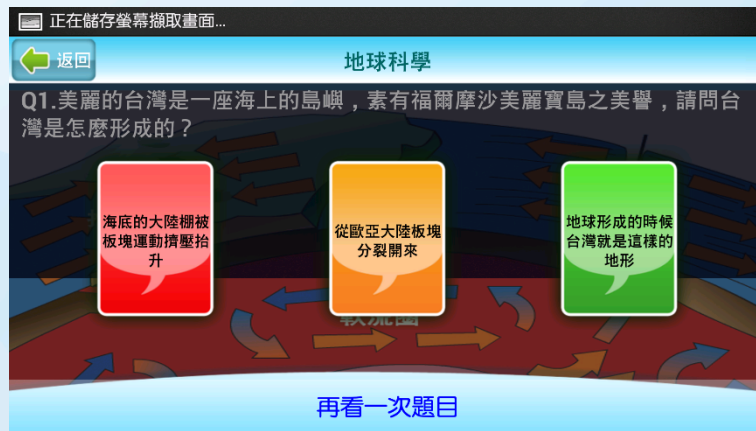 正在儲存螢幕擷取畫面...
返回
地球科學
Q1.美麗的台灣是一座海上的島嶼，素有福爾摩沙美麗寶島之美譽，請問台
灣是怎麼形成的？
海底的大陸棚被
板塊運動擠壓抬
升
從歐亞大陸板塊
分裂開來
地球形成的時候
台灣就是這樣的
地形
軟流圈
再看一次題目